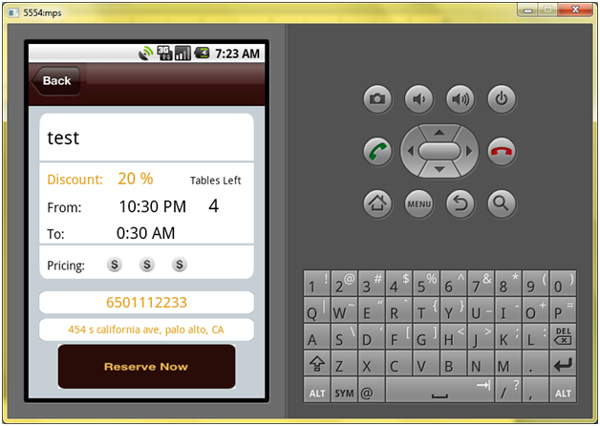 5554:mps
3G
7:23 AM
Back
test
Discount: 20 % Tables Left
From: 10:30 PM 4
To: 0:30 AM
Pricing: $ $ $
6501112233
454 s california ave, palo alto, CA
Reserve Now
MENU
1 ! 2 @ 3 # 4 $ 5 % 6 ^ 7 & 8 * 9 ( 0 )
Q | W ~ E " R ` T { Y } U _ I - O + P =
A S \ D ' F [ G ] H < J > K ; L : DEL
Z X C V B N M .
ALT SYM @ / ? , ALT